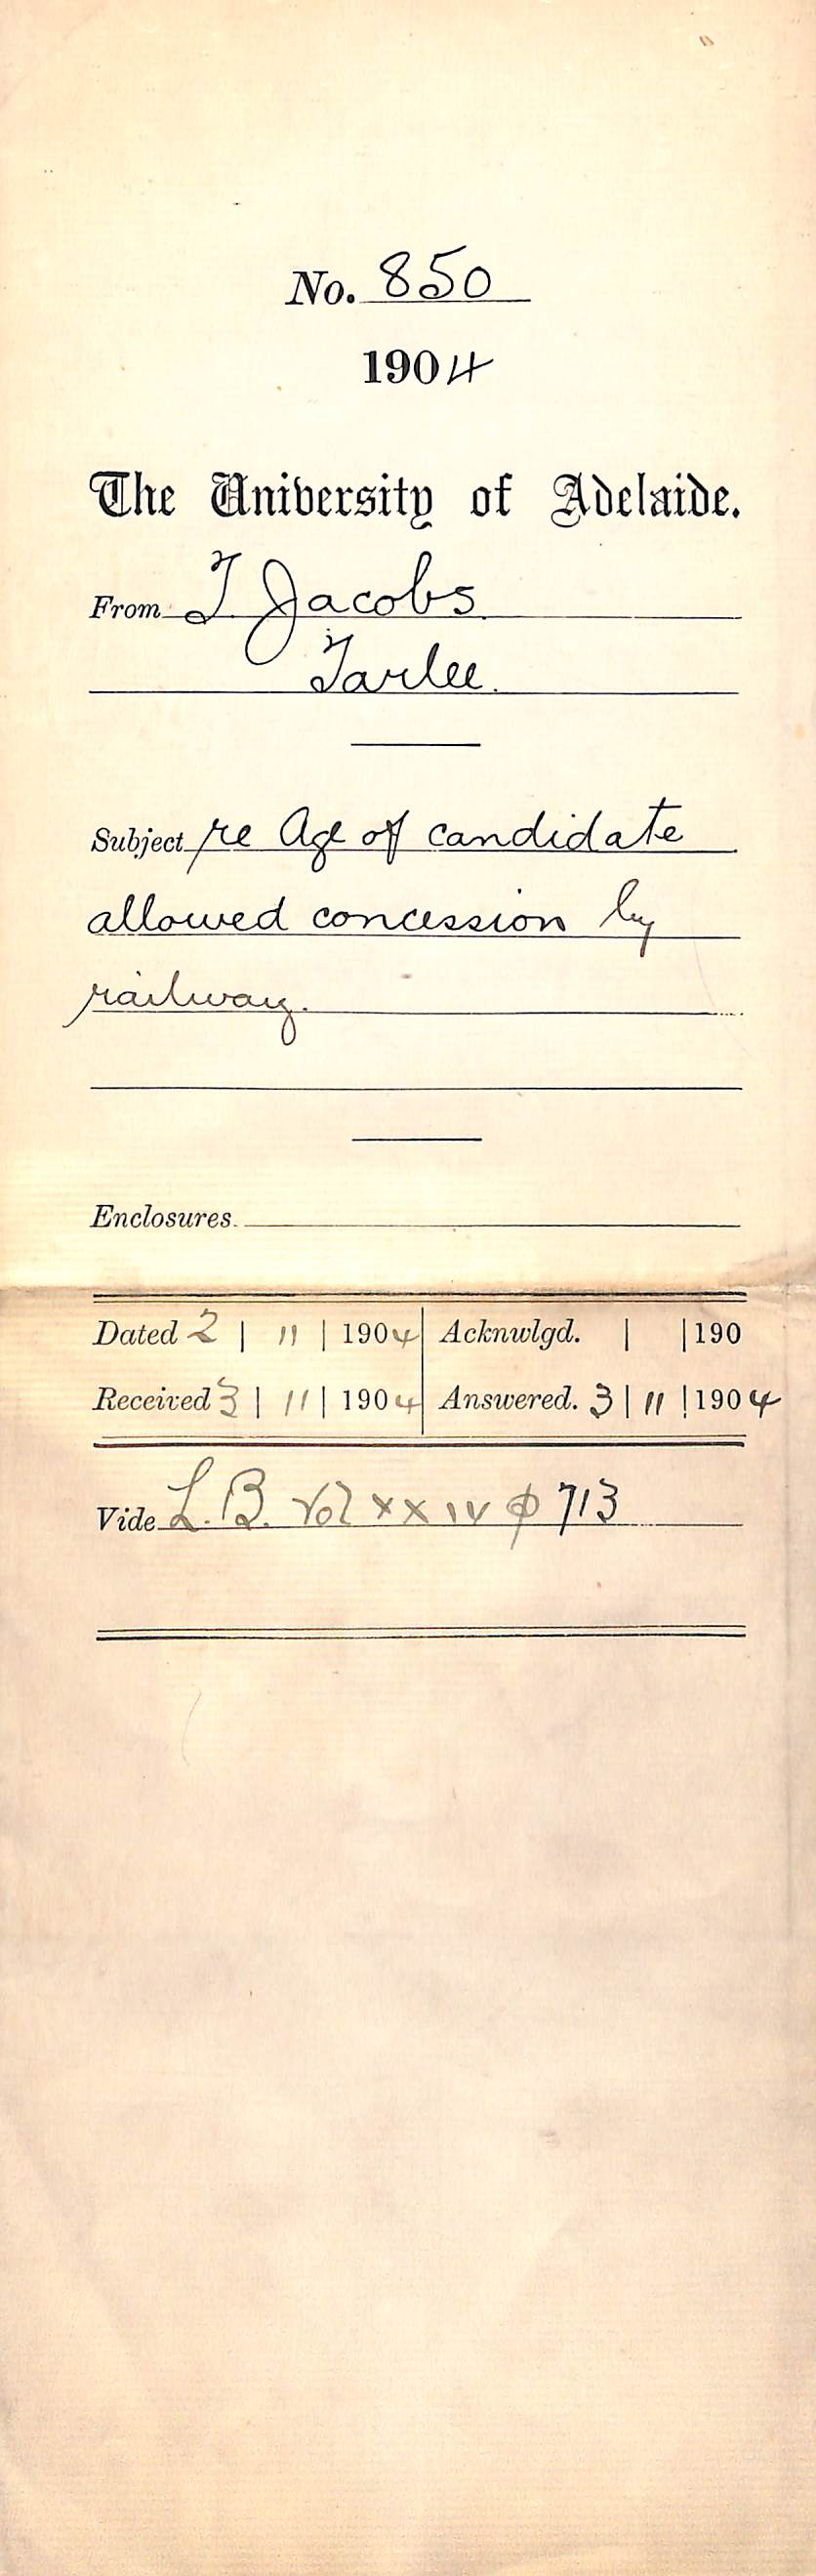 No. 850
1904
The University of Adelaide.
From T. Jacobs
Tarlee.
Subject re Age of candidate
allowed concession by
railway.
Enclosures.
Dated 2 | 11 | 1904 Acknwlgd. | | 190
Received 3 | 11 | 1904 Answered. 3 | 11 | 1904
Vide L.B. Vol XXIV p 713